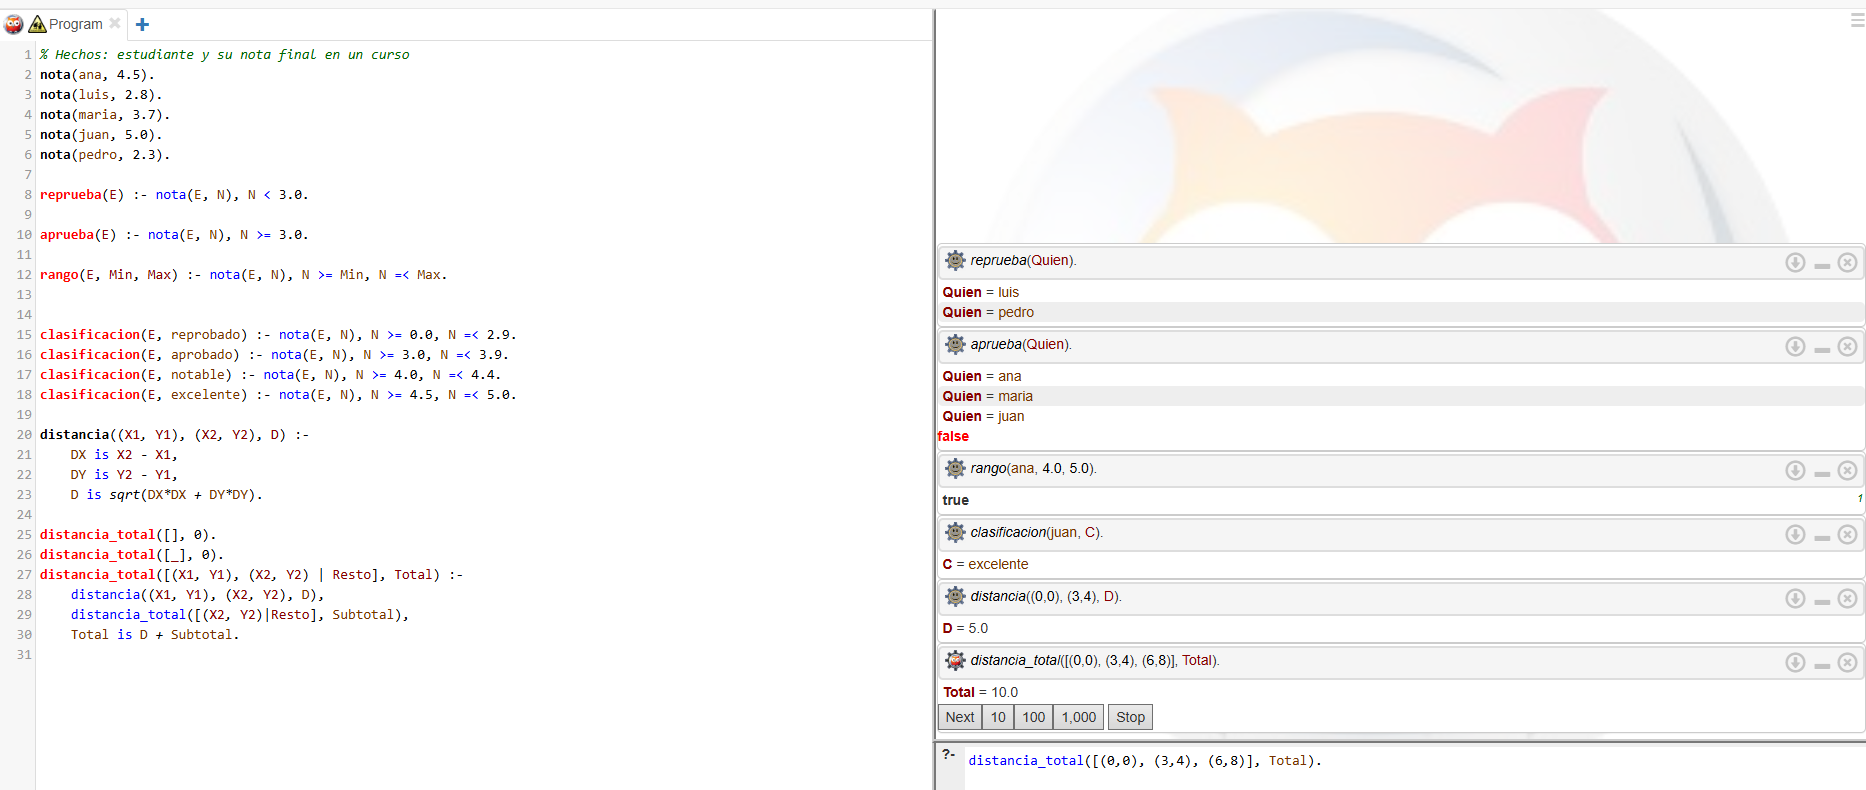 Program
1 % Hechos: estudiante y su nota final en un curso
2 nota(ana, 4.5).
3 nota(luis, 2.8).
4 nota(maria, 3.7).
5 nota(juan, 5.0).
6 nota(pedro, 2.3).
7
8 reprueba(E) :- nota(E, N), N < 3.0.
9
10 aprueba(E) :- nota(E, N), N >= 3.0.
11
12 rango(E, Min, Max) :- nota(E, N), N >= Min, N =< Max.
13
14
15 clasificacion(E, reprobado) :- nota(E, N), N >= 0.0, N =< 2.9.
16 clasificacion(E, aprobado) :- nota(E, N), N >= 3.0, N =< 3.9.
17 clasificacion(E, notable) :- nota(E, N), N >= 4.0, N =< 4.4.
18 clasificacion(E, excelente) :- nota(E, N), N >= 4.5, N =< 5.0.
19
20 distancia((X1, Y1), (X2, Y2), D) :-
21     DX is X2 - X1,
22     DY is Y2 - Y1,
23     D is sqrt(DX*DX + DY*DY).
24
25 distancia_total([], 0).
26 distancia_total([_], 0).
27 distancia_total([(X1, Y1), (X2, Y2) | Resto], Total) :-
28     distancia((X1, Y1), (X2, Y2), D),
29     distancia_total([(X2, Y2)|Resto], Subtotal),
30     Total is D + Subtotal.
31
reprueba(Quien).
Quien = luis
Quien = pedro
aprueba(Quien).
Quien = ana
Quien = maria
Quien = juan
false
rango(ana, 4.0, 5.0).
true 1
clasificacion(juan, C).
C = excelente
distancia((0,0), (3,4), D).
D = 5.0
distancia_total([(0,0), (3,4), (6,8)], Total).
Total = 10.0
Next 10 100 1,000 Stop
?- distancia_total([(0,0), (3,4), (6,8)], Total).